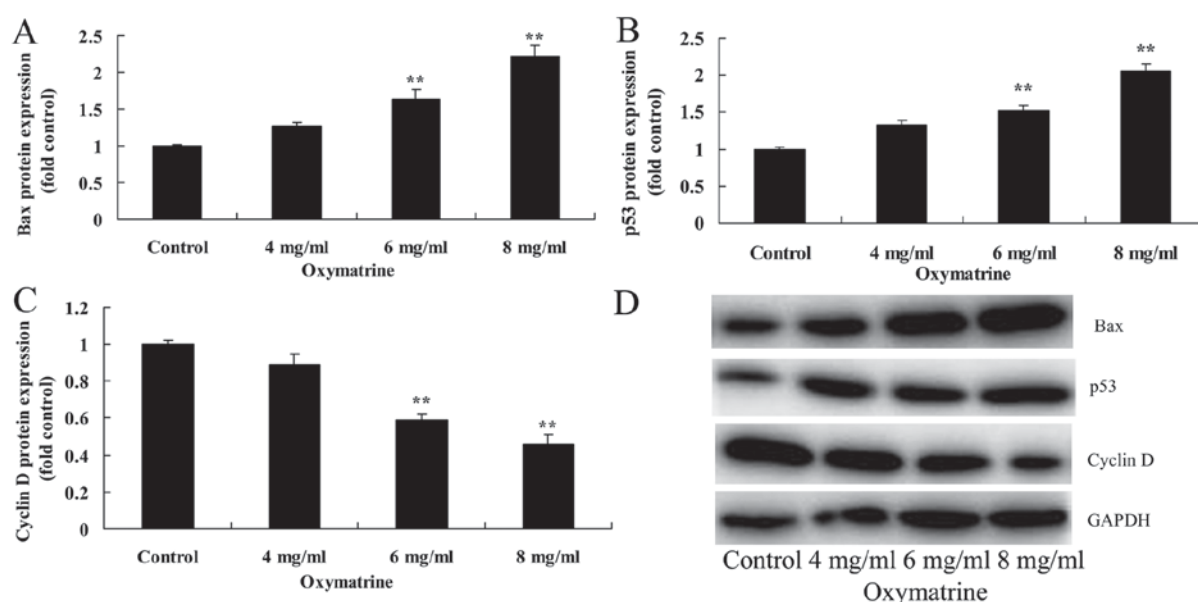 A
Bax protein expression
(fold control)
2.5
2
1.5
1
0.5
0
**
**
Control 4 mg/ml 6 mg/ml 8 mg/ml
Oxymatrine
B
p53 protein expression
(fold control)
2.5
2
1.5
1
0.5
0
**
**
Control 4 mg/ml 6 mg/ml 8 mg/ml
Oxymatrine
C
Cyclin D protein expression
(fold control)
1.2
1
0.8
0.6
0.4
0.2
0
**
**
Control 4 mg/ml 6 mg/ml 8 mg/ml
Oxymatrine
D
Bax
p53
Cyclin D
GAPDH
Control 4 mg/ml 6 mg/ml 8 mg/ml
Oxymatrine